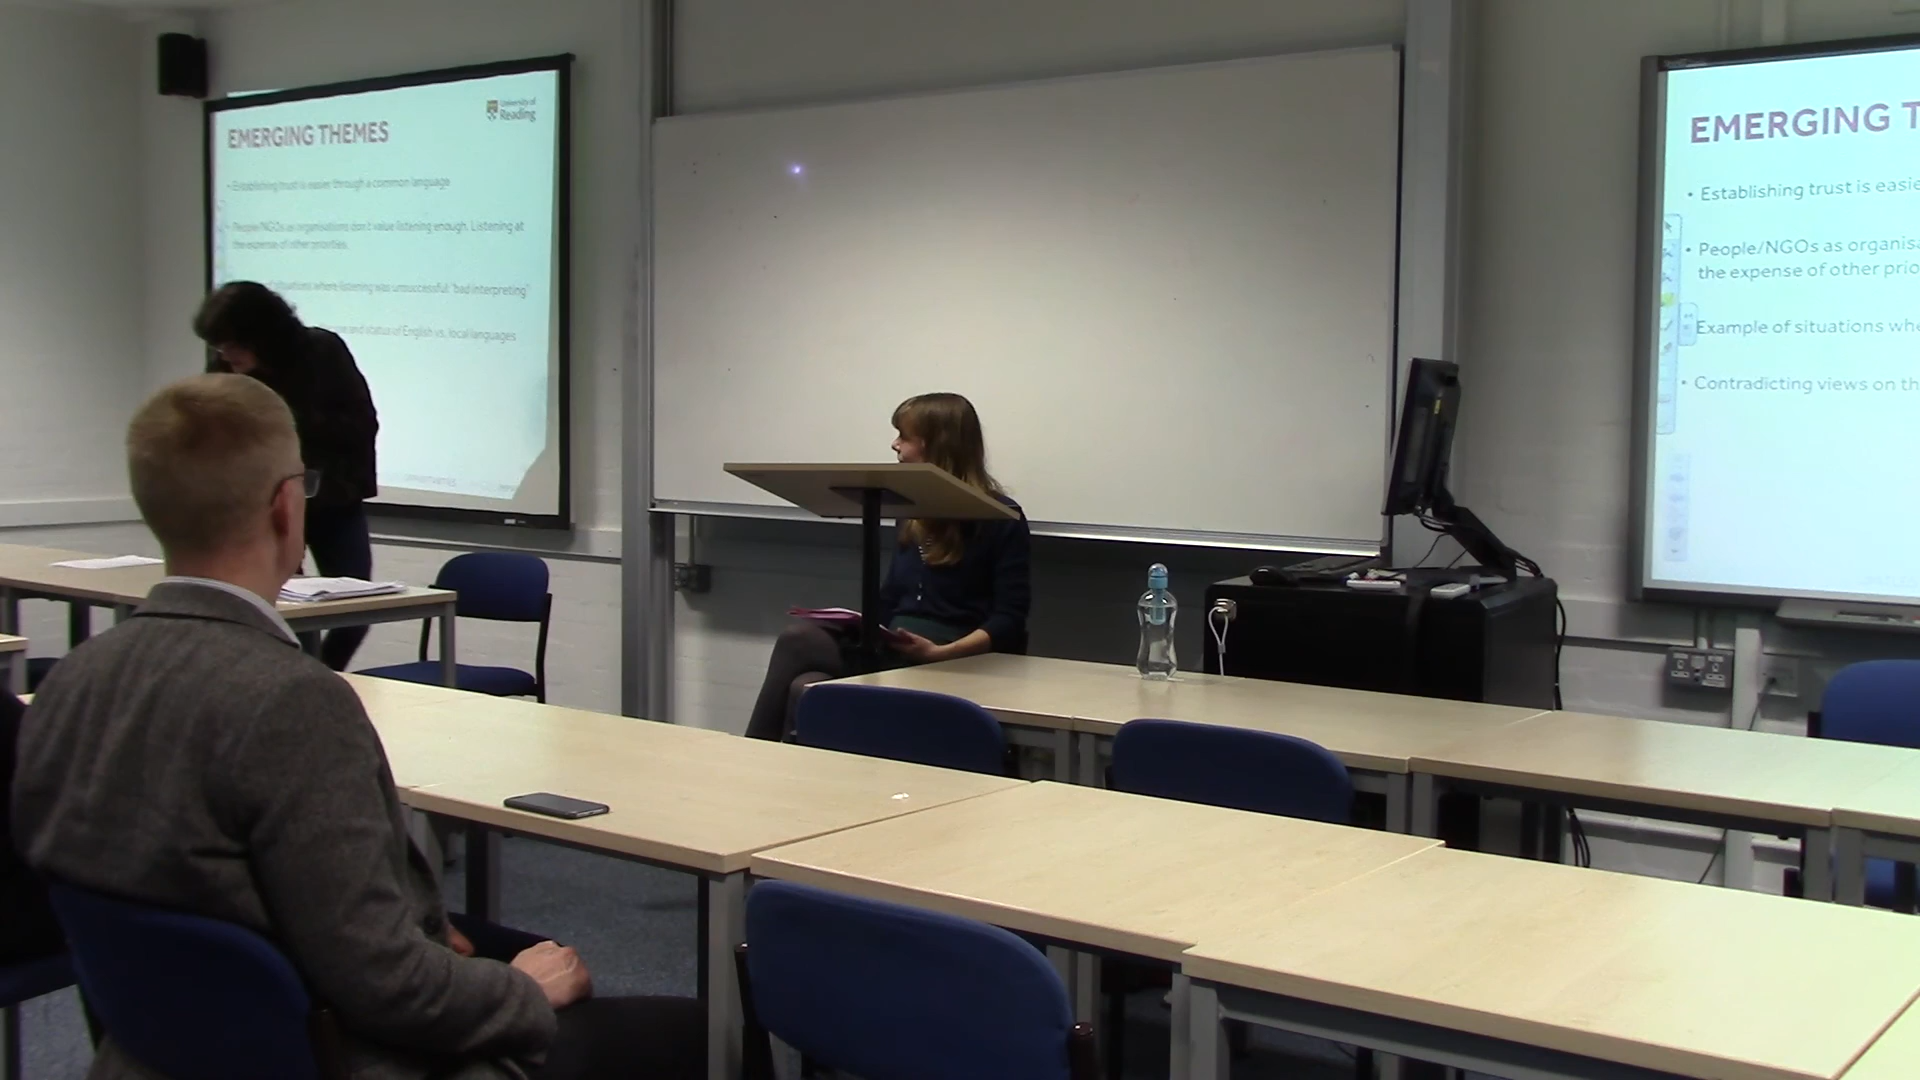 University of
Reading
EMERGING THEMES
• Establishing trust is easier through a common language
• People/NGOs as organisations don't value listening enough. Listening at
the expense of other priorities.
situations where listening was unsuccessful: 'bad interpreting'
and status of English vs. local languages
EMERGING T
• Establishing trust is easie
• People/NGOs as organisa
the expense of other prio
Example of situations whe
• Contradicting views on th